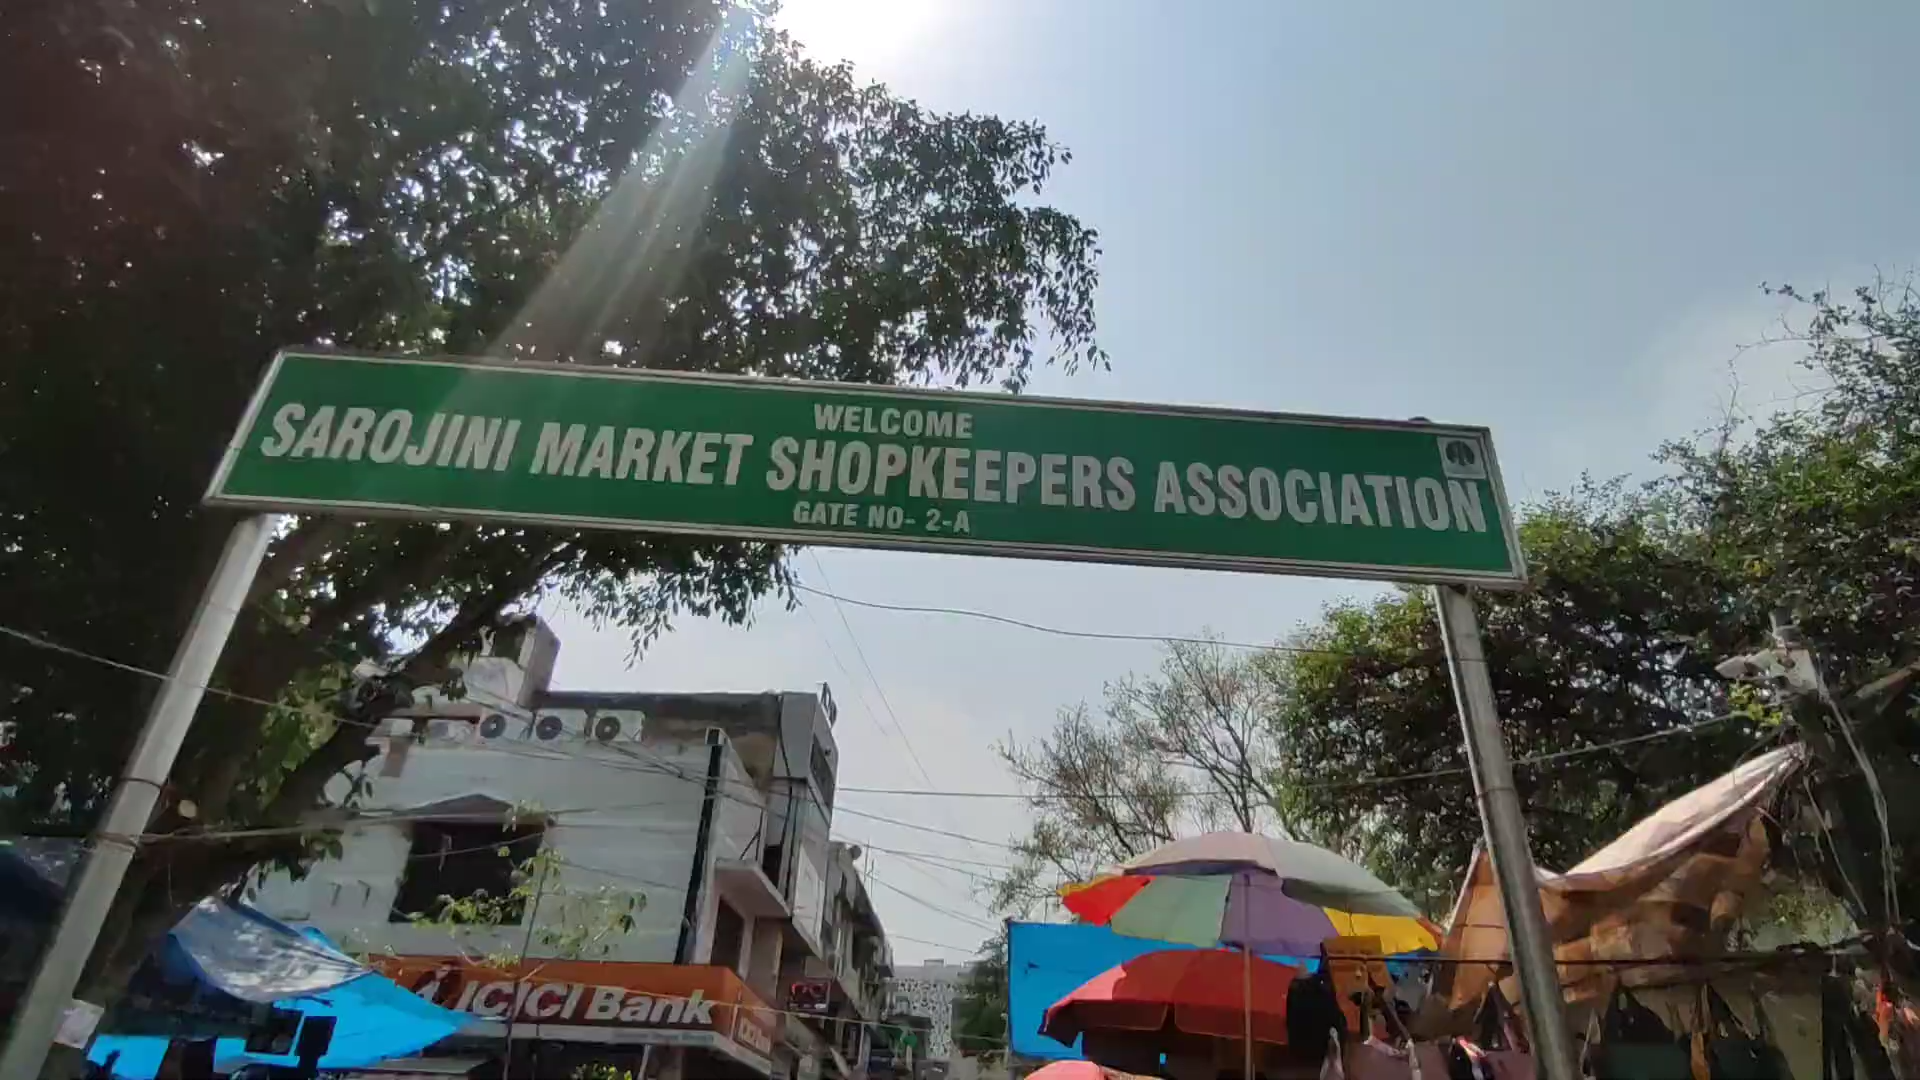 WELCOME
SAROJINI MARKET SHOPKEEPERS ASSOCIATION
GATE NO- 2-A
ICICI Bank